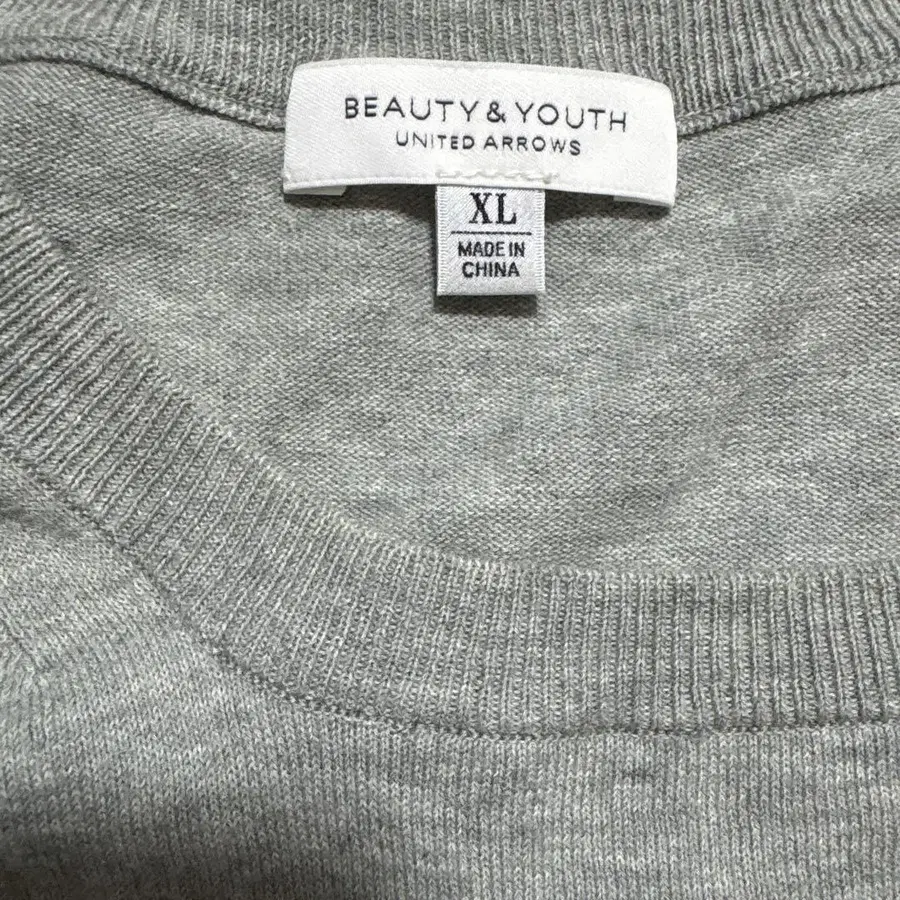 BEAUTY & YOUTH
UNITED ARROWS
XL
MADE IN
CHINA